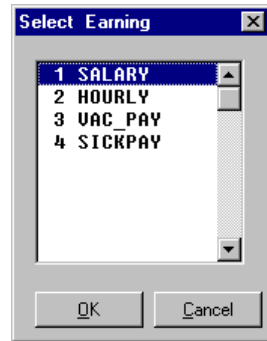 Select Earning
1 SALARY
2 HOURLY
3 VAC_PAY
4 SICKPAY
OK Cancel